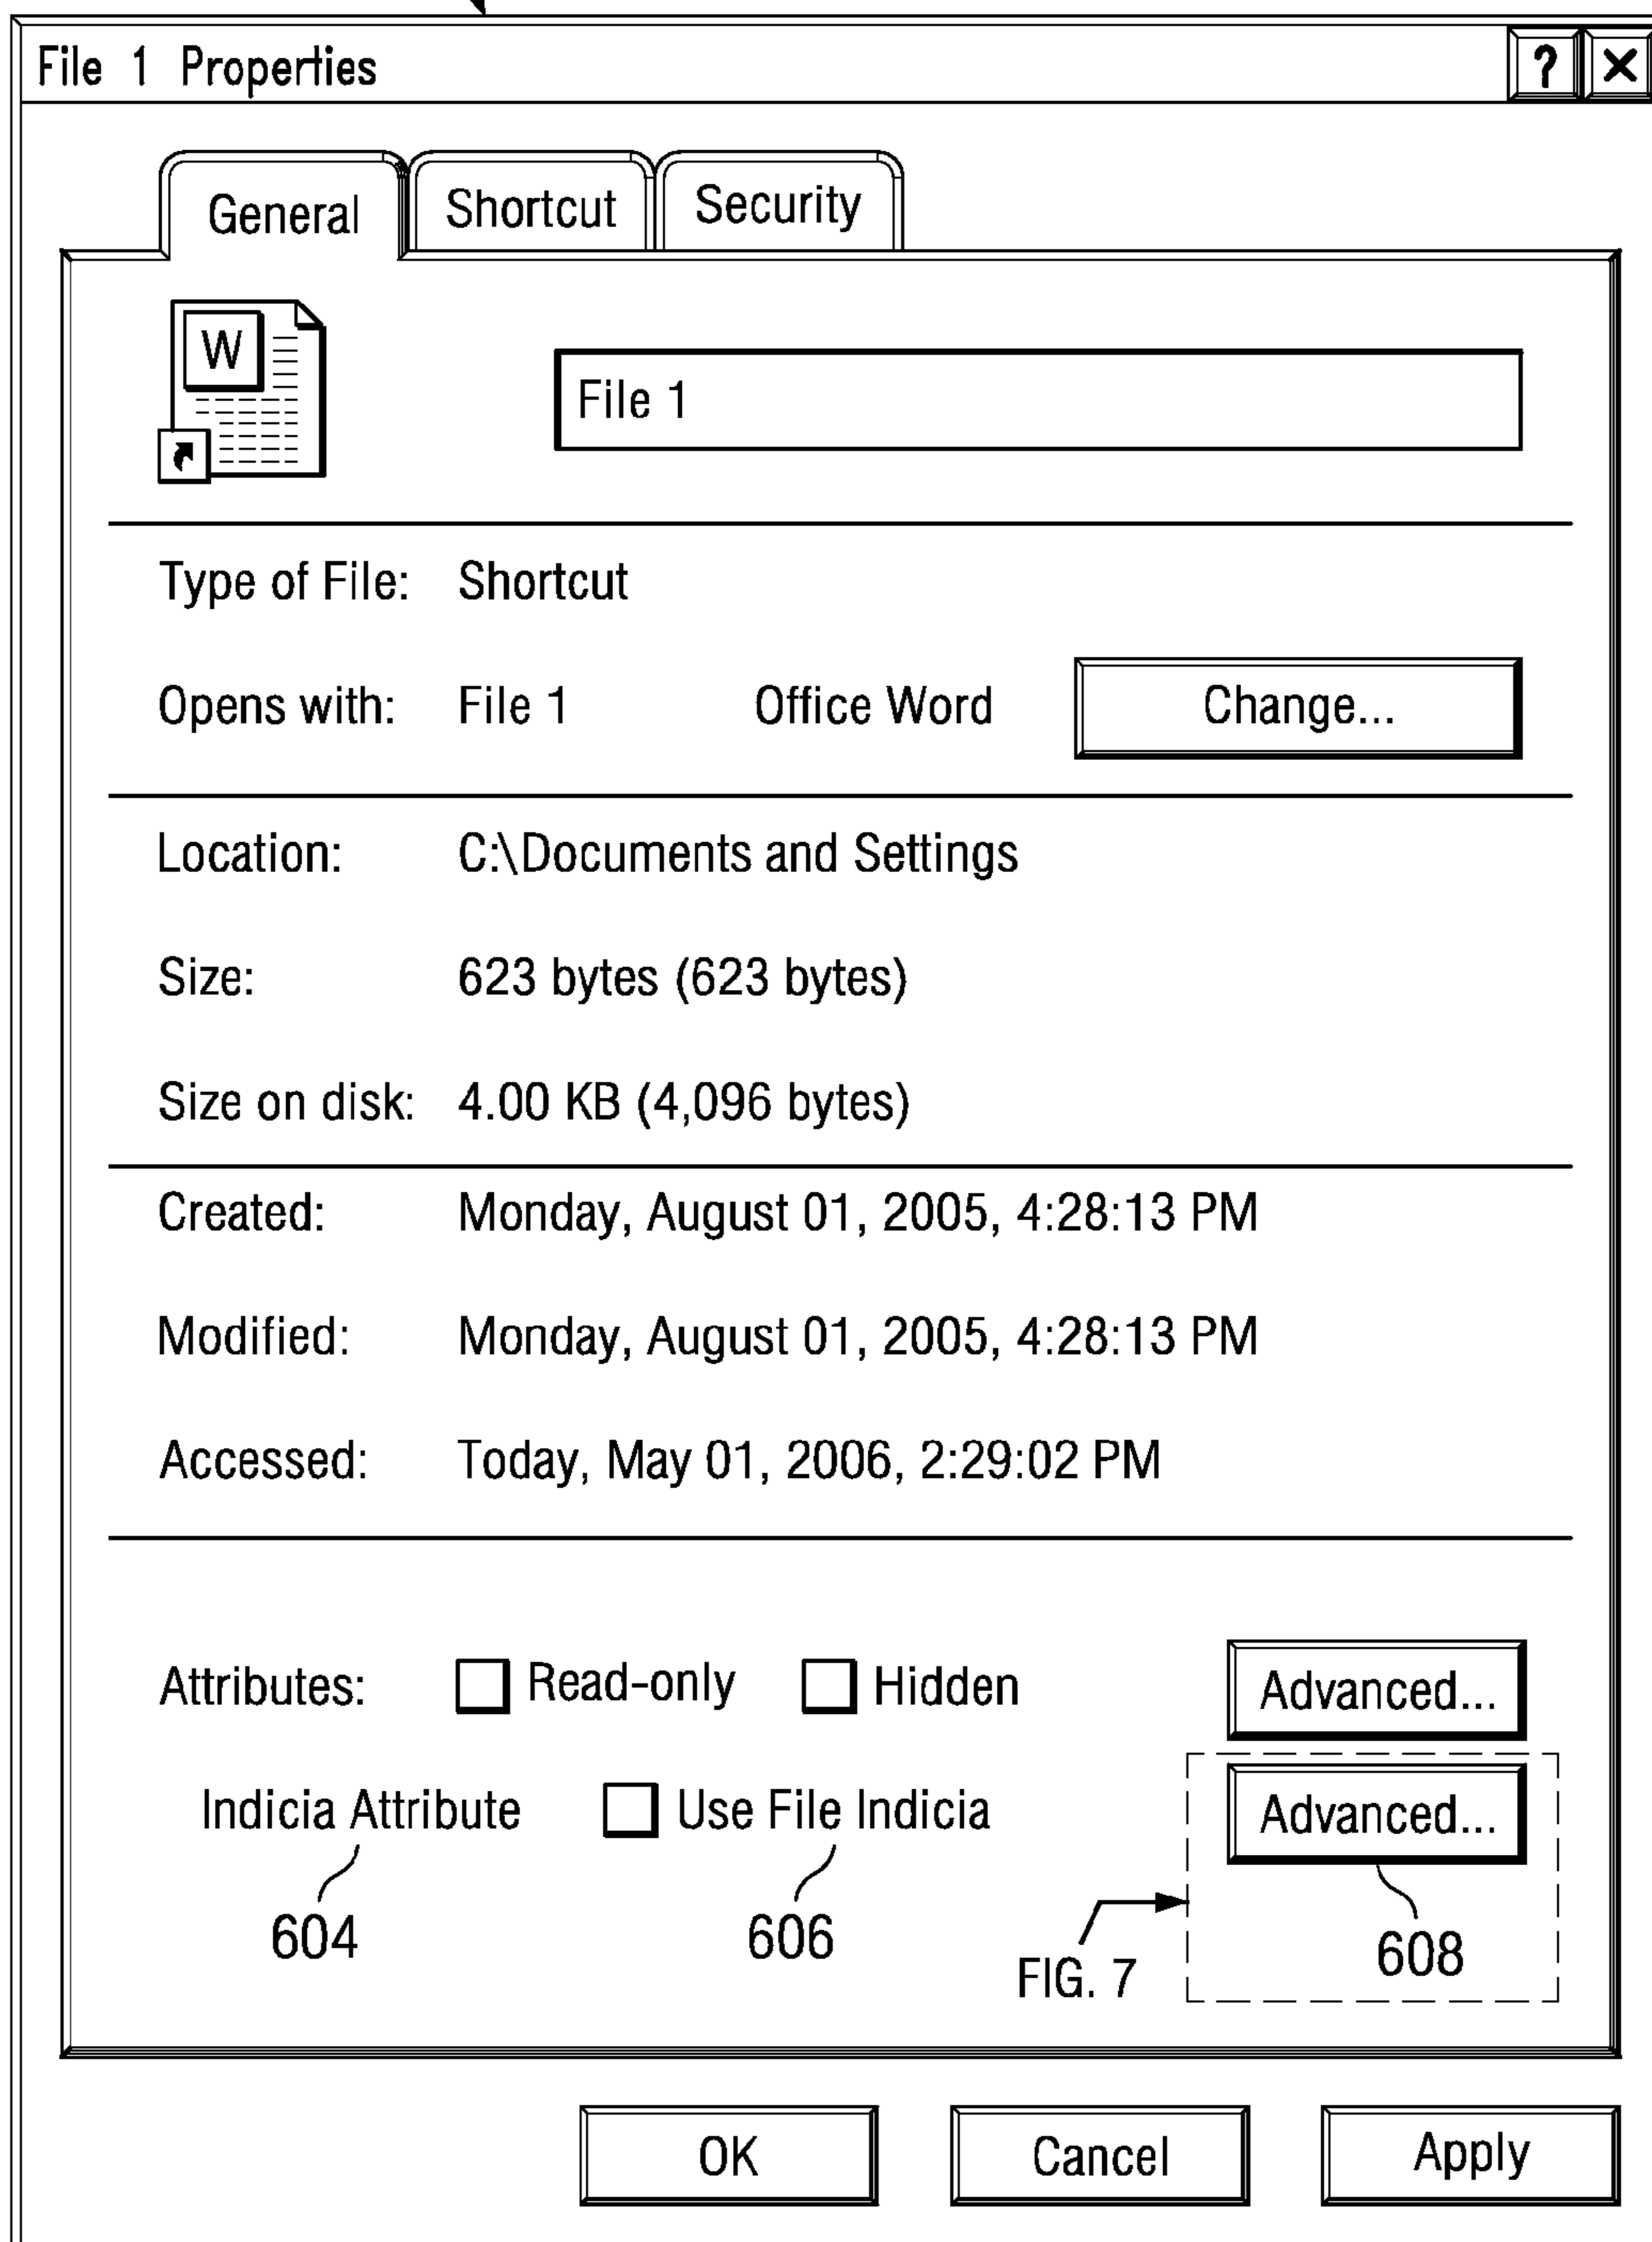 File 1 Properties ? ×
General Shortcut Security
W
File 1
Type of File: Shortcut
Opens with: File 1 Office Word Change...
Location: C:\Documents and Settings
Size: 623 bytes (623 bytes)
Size on disk: 4.00 KB (4,096 bytes)
Created: Monday, August 01, 2005, 4:28:13 PM
Modified: Monday, August 01, 2005, 4:28:13 PM
Accessed: Today, May 01, 2006, 2:29:02 PM
Attributes: Read-only Hidden Advanced...
Indicia Attribute Use File Indicia Advanced...
604 606 608
FIG. 7
OK Cancel Apply